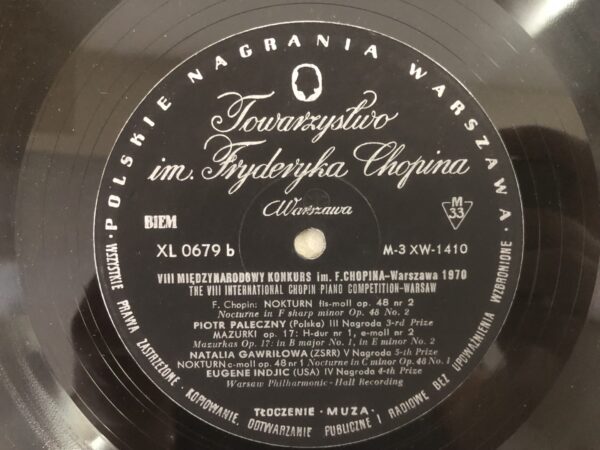 POLSKIE NAGRANIA WARSZAWA
Towarzystwo
im. Fryderyka Chopina
Warszawa
BIEM
M
33
XL 0679 b
M-3 XW-1410
VIII MIĘDZYNARODOWY KONKURS im. F. CHOPINA-Warszawa 1970
THE VIII INTERNATIONAL CHOPIN PIANO COMPETITION-WARSAW
F. Chopin: NOKTURN fis-moll op. 48 nr 2
Nocturne in F sharp minor Op. 48 No. 2
PIOTR PALECZNY (Polska) III Nagroda 3-rd Prize
MAZURKI op. 17: H-dur nr 1, e-moll nr 2
Mazurkas Op. 17: in B major No. 1, in E minor No. 2
NATALIA GAWRIŁOWA (ZSRR) V Nagroda 5-th Prize
NOKTURN c-moll op. 48 nr 1 Nocturne in C minor Op. 48 No. 1
EUGENE INDJIC (USA) IV Nagroda 4-th Prize
Warsaw Philharmonic - Hall Recording
TŁOCZENIE · MUZA
· WSZYSTKIE PRAWA ZASTRZEŻONE · KOPIOWANIE, ODTWARZANIE PUBLICZNE I RADIOWE BEZ UPOWAŻNIENIA WZBRONIONE ·